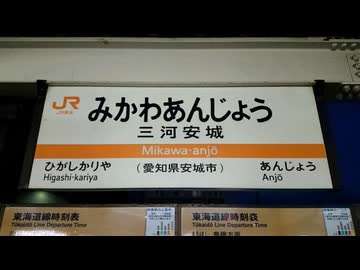 JR
JR東海
みかわあんじょう
三河安城
Mikawa-anjō
ひがしかりや
Higashi-kariya
（愛知県安城市）
あんじょう
Anjō
東海道線時刻表
Tōkaidō Line Departure Time
東海道線時刻表
Tōkaidō Line Departure Time